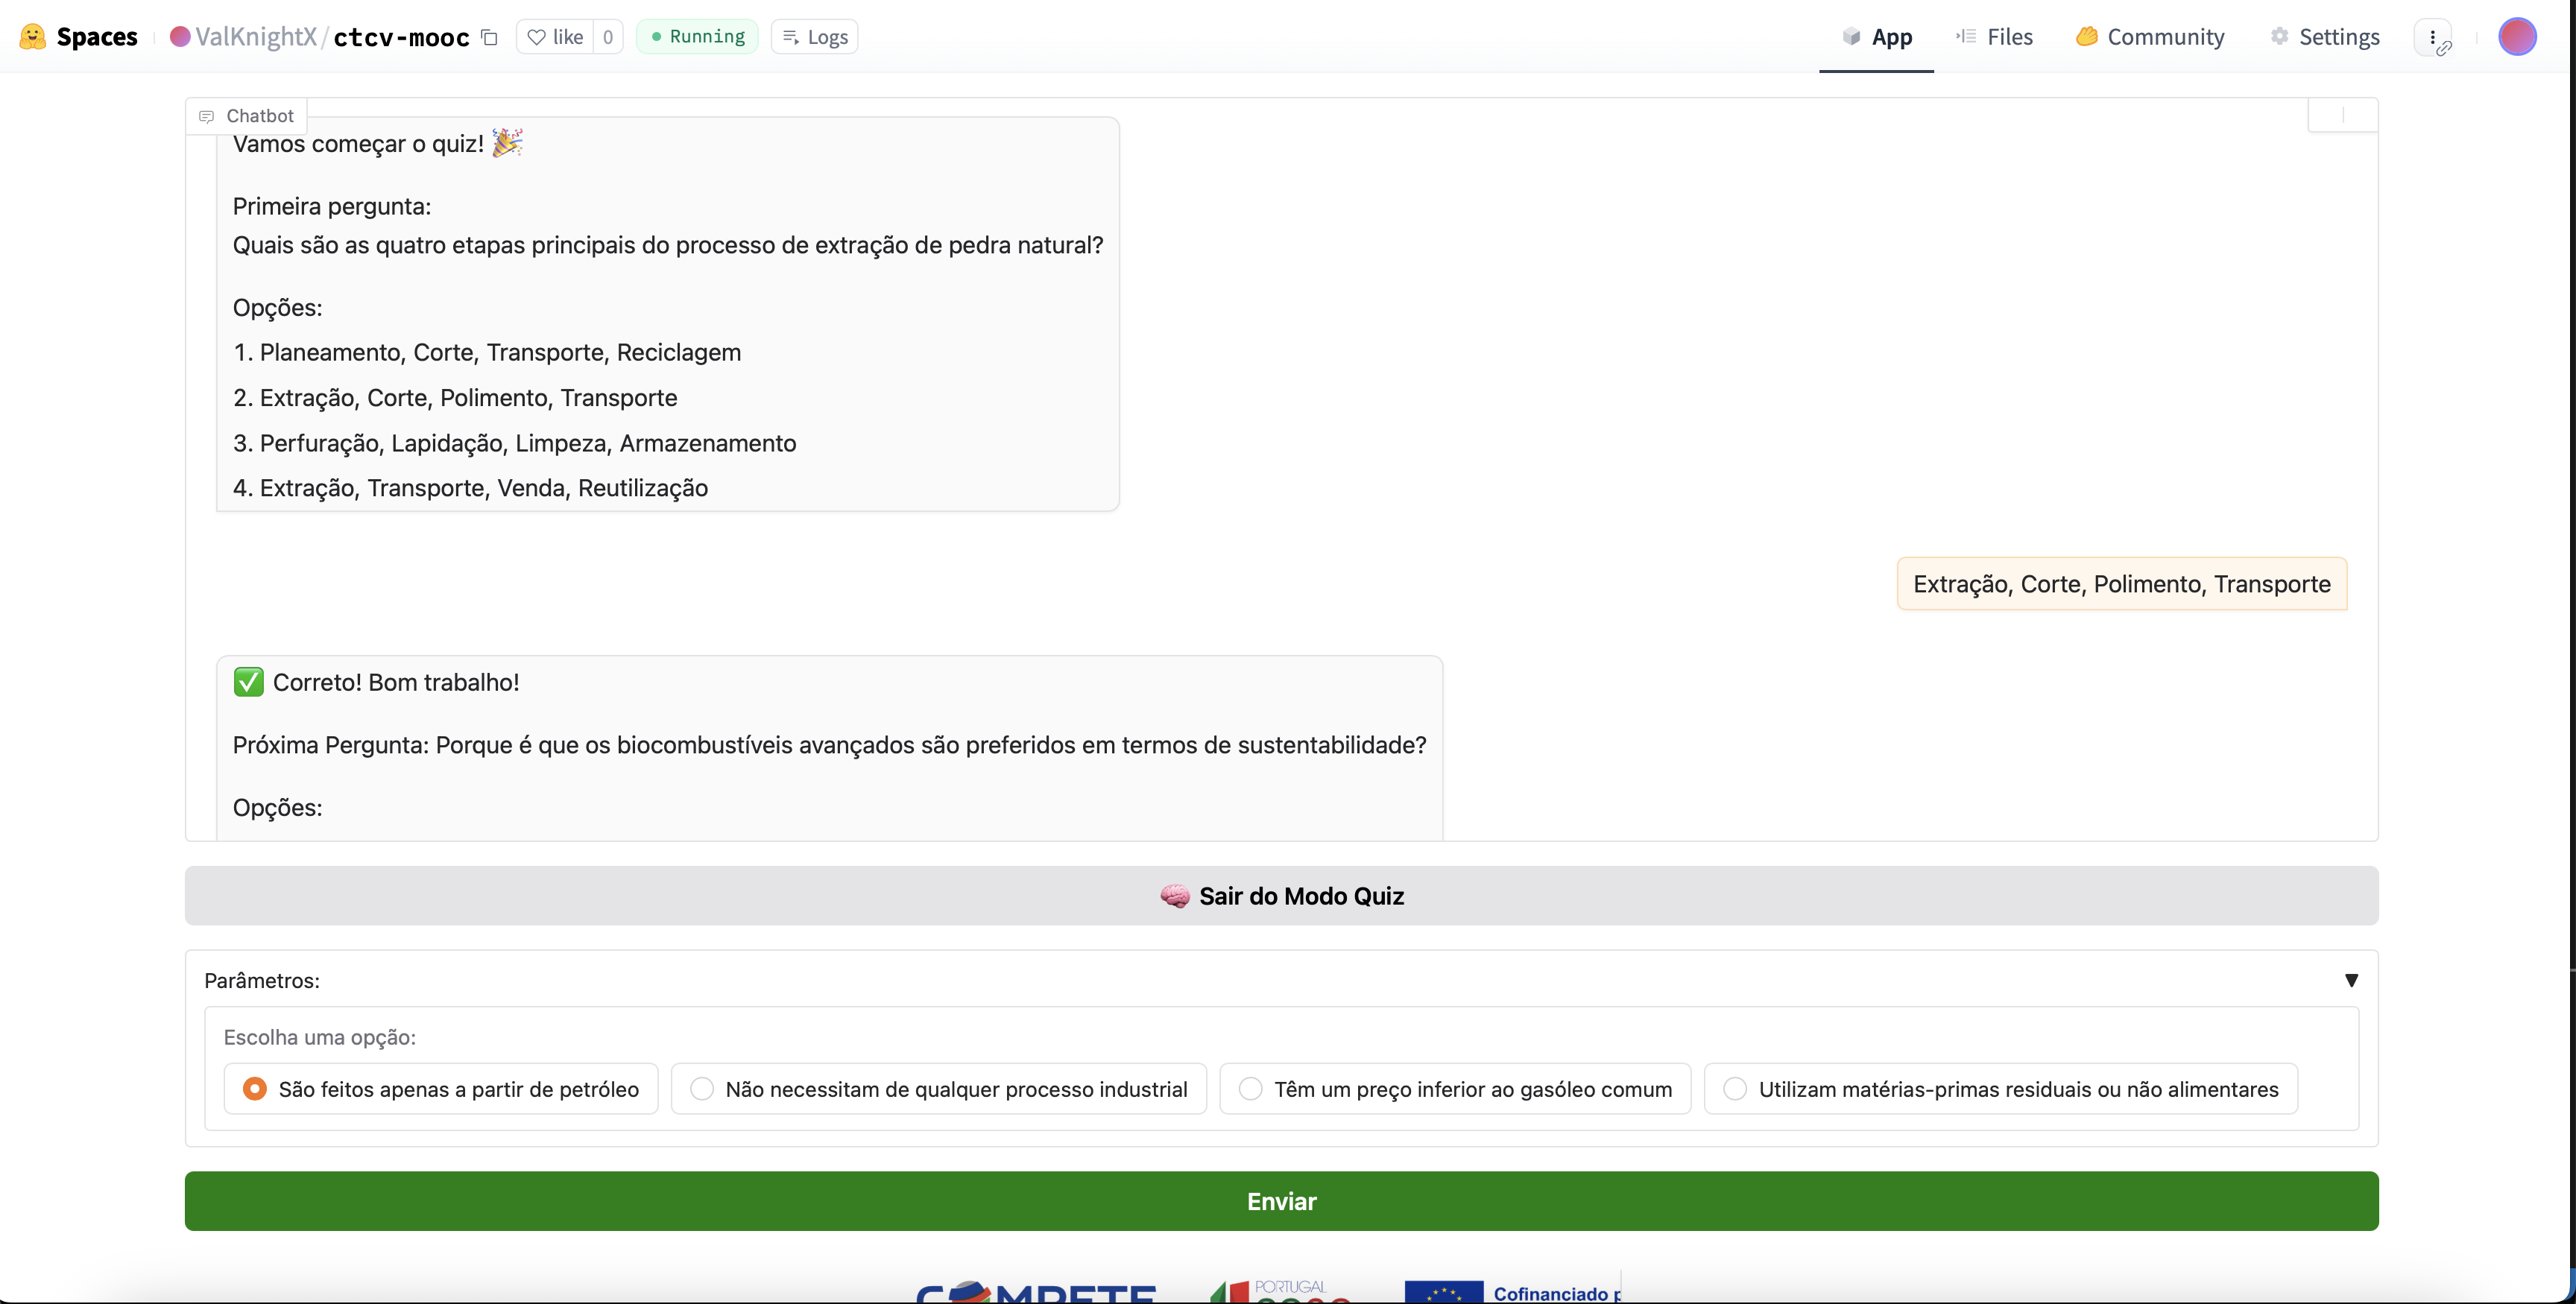 Spaces ValKnightX/ctcv-mooc like 0 Running Logs App Files Community Settings
Chatbot
Vamos começar o quiz!
Primeira pergunta:
Quais são as quatro etapas principais do processo de extração de pedra natural?
Opções:
1. Planeamento, Corte, Transporte, Reciclagem
2. Extração, Corte, Polimento, Transporte
3. Perfuração, Lapidação, Limpeza, Armazenamento
4. Extração, Transporte, Venda, Reutilização
Extração, Corte, Polimento, Transporte
Correto! Bom trabalho!
Próxima Pergunta: Porque é que os biocombustíveis avançados são preferidos em termos de sustentabilidade?
Opções:
Sair do Modo Quiz
Parâmetros:
Escolha uma opção:
São feitos apenas a partir de petróleo Não necessitam de qualquer processo industrial Têm um preço inferior ao gasóleo comum Utilizam matérias-primas residuais ou não alimentares
Enviar
COMPETE PORTUGAL Cofinanciado